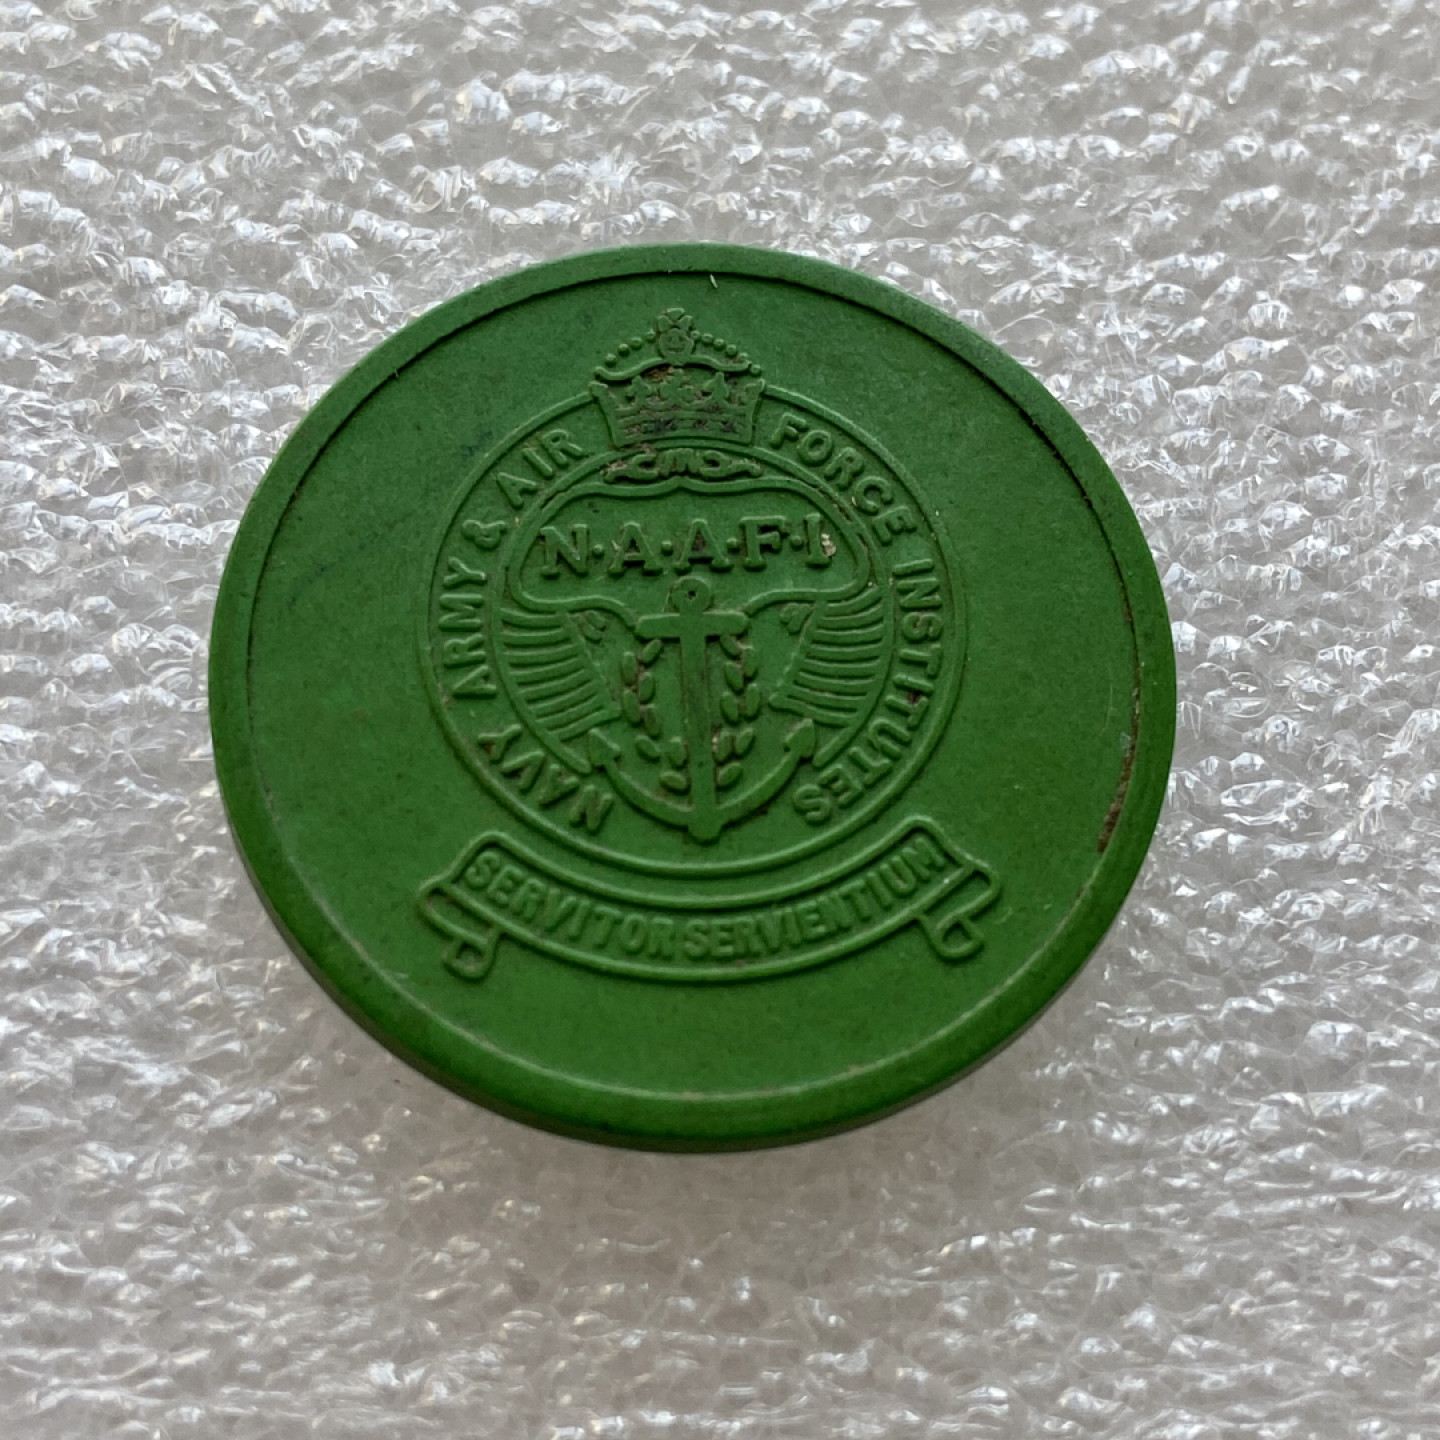 NAVY ARMY & AIR FORCE INSTITUTES
N·A·A·F·I
SERVITOR SERVIENTIUM